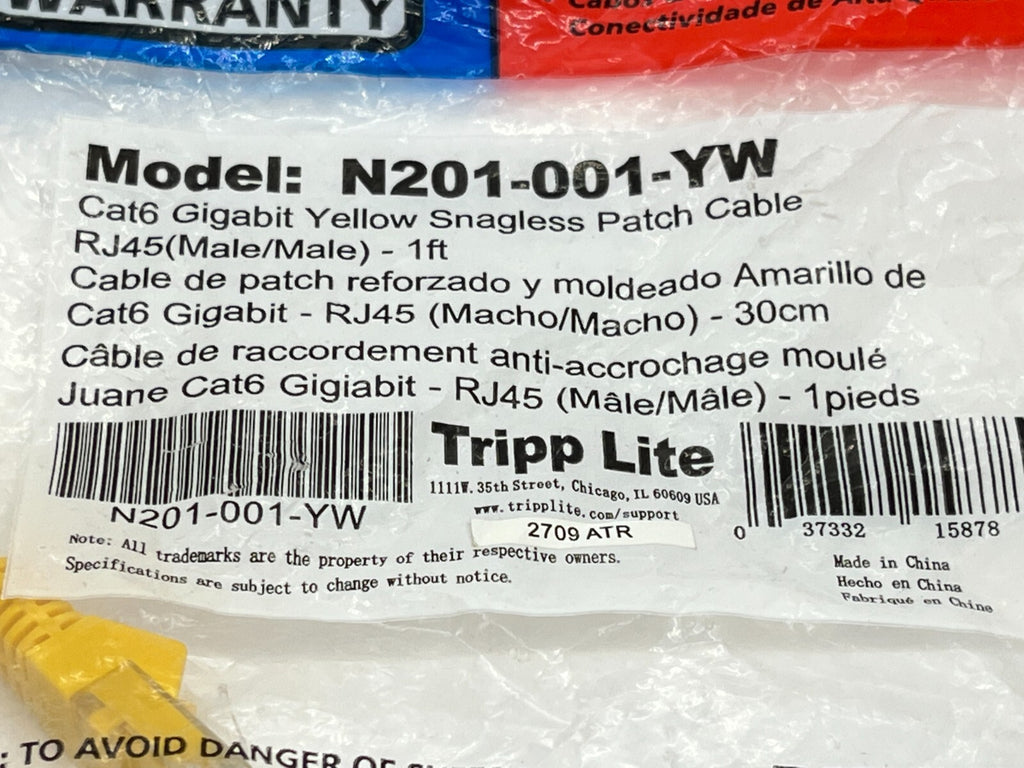 WARRANTY
Conectividade de
Model: N201-001-YW
Cat6 Gigabit Yellow Snagless Patch Cable
RJ45(Male/Male) - 1ft
Cable de patch reforzado y moldeado Amarillo de
Cat6 Gigabit - RJ45 (Macho/Macho) - 30cm
Câble de raccordement anti-accrochage moulé
Juane Cat6 Gigiabit - RJ45 (Mâle/Mâle) - 1pieds
Tripp Lite
1111W. 35th Street, Chicago, IL 60609 USA
www.tripplite.com/support
2709 ATR
N201-001-YW
0 37332 15878
Note: All trademarks are the property of their respective owners.
Specifications are subject to change without notice.
Made in China
Hecho en China
Fabriqué en Chine
: TO AVOID DANGER OF